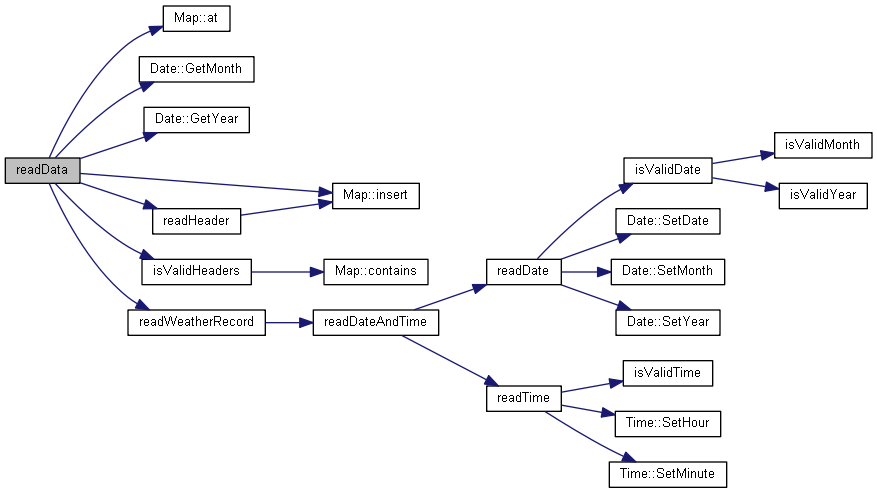 Map::at
Date::GetMonth
Date::GetYear
readData
Map::insert
readHeader
isValidHeaders
Map::contains
readWeatherRecord
readDateAndTime
isValidDate
isValidMonth
isValidYear
Date::SetDate
readDate
Date::SetMonth
Date::SetYear
isValidTime
readTime
Time::SetHour
Time::SetMinute